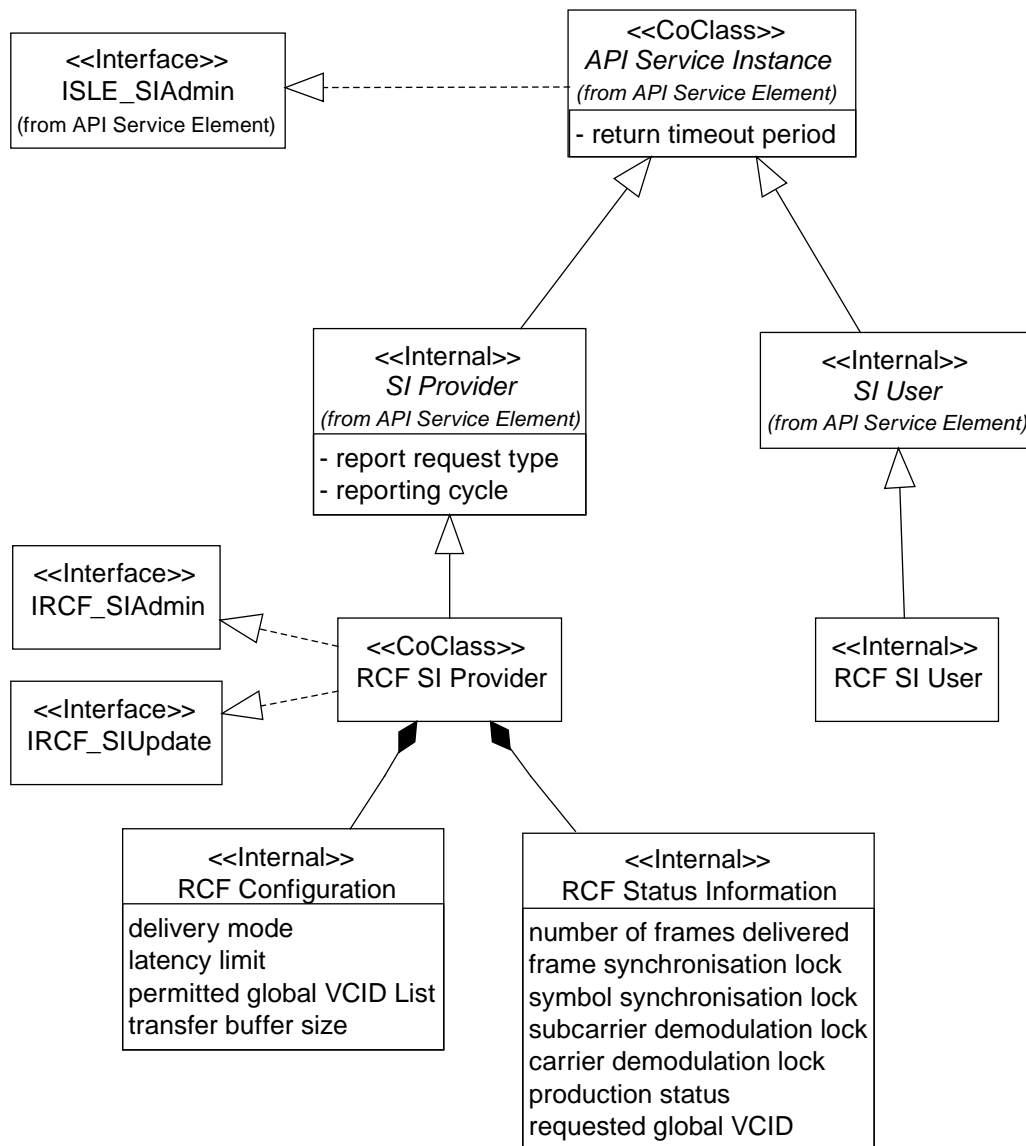 <<Interface>>
ISLE_SIAdmin
(from API Service Element)
<<CoClass>>
API Service Instance
(from API Service Element)
- return timeout period
<<Internal>>
SI Provider
(from API Service Element)
- report request type
- reporting cycle
<<Internal>>
SI User
(from API Service Element)
<<Interface>>
IRCF_SIAdmin
<<Interface>>
IRCF_SIUpdate
<<CoClass>>
RCF SI Provider
<<Internal>>
RCF SI User
<<Internal>>
RCF Configuration
delivery mode
latency limit
permitted global VCID List
transfer buffer size
<<Internal>>
RCF Status Information
number of frames delivered
frame synchronisation lock
symbol synchronisation lock
subcarrier demodulation lock
carrier demodulation lock
production status
requested global VCID